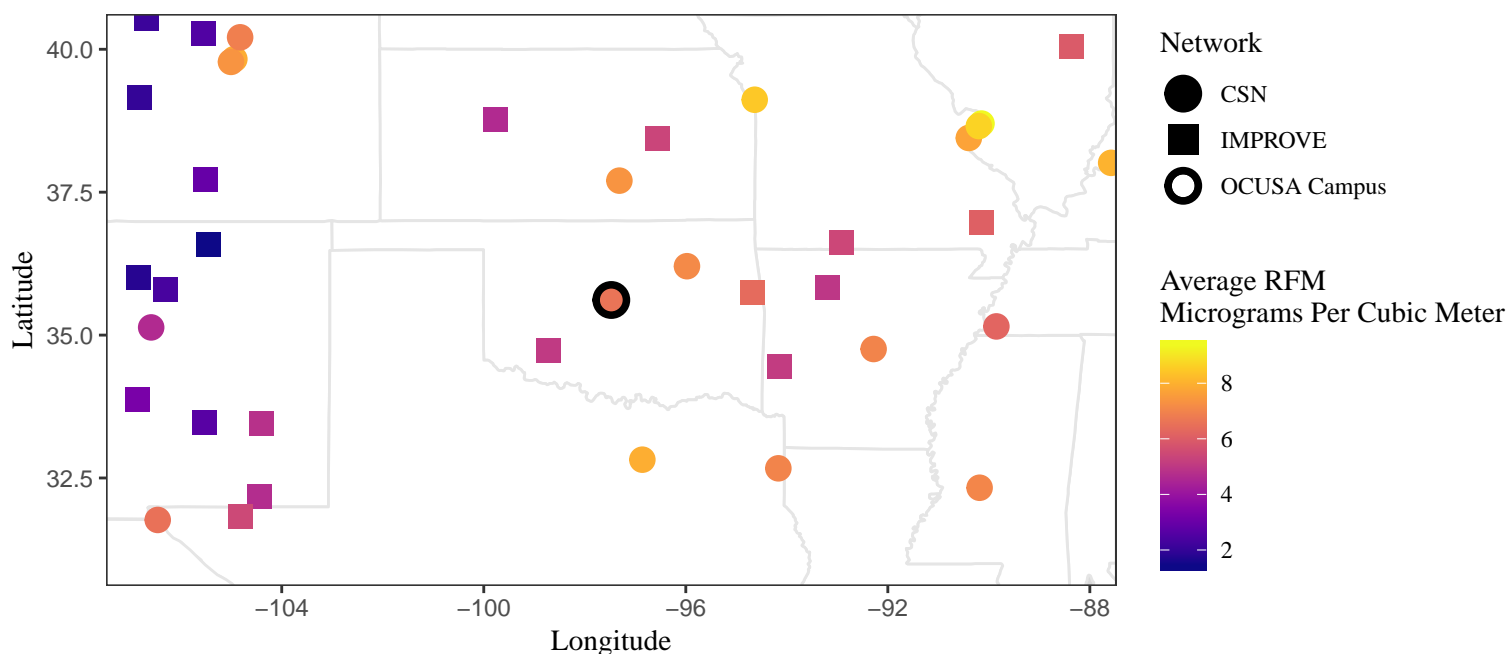 40.0
37.5
35.0
32.5
Latitude
−104
−100
−96
−92
−88
Longitude
Network
CSN
IMPROVE
OCUSA Campus
Average RFM
Micrograms Per Cubic Meter
8
6
4
2